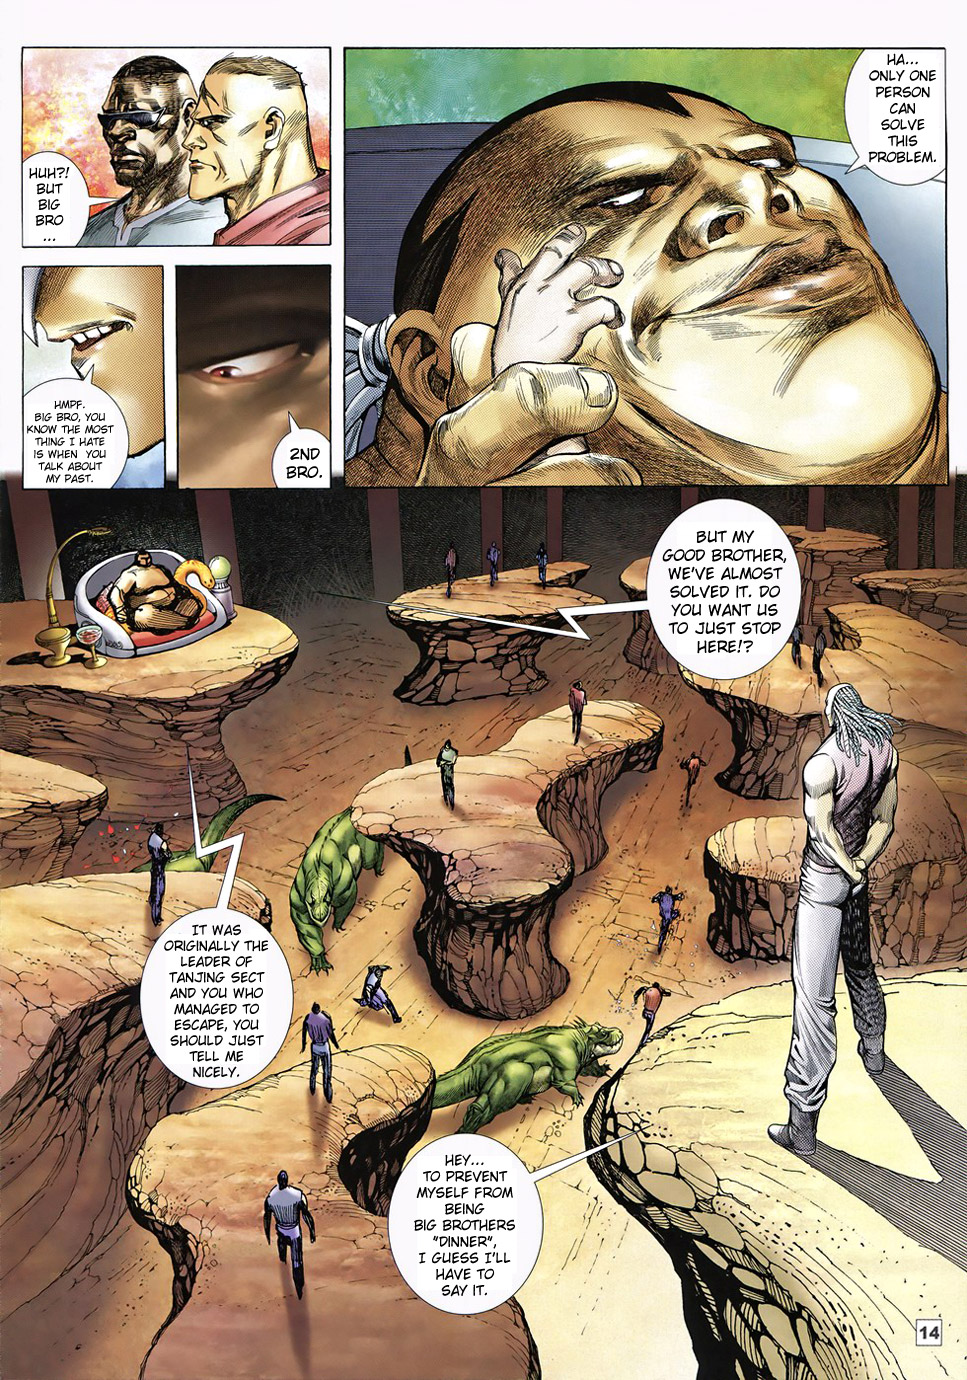 HUH?!
BUT
BIG
BRO
...
HA...
ONLY ONE
PERSON
CAN
SOLVE
THIS
PROBLEM.
HMPF.
BIG BRO, YOU
KNOW THE MOST
THING I HATE
IS WHEN YOU
TALK ABOUT
MY PAST.
2ND
BRO.
BUT MY
GOOD BROTHER,
WE'VE ALMOST
SOLVED IT. DO
YOU WANT US
TO JUST STOP
HERE!?
IT WAS
ORIGINALLY THE
LEADER OF
TANJING SECT
AND YOU WHO
MANAGED TO
ESCAPE, YOU
SHOULD JUST
TELL ME
NICELY.
HEY...
TO PREVENT
MYSELF FROM
BEING
BIG BROTHERS
"DINNER",
I GUESS I'LL
HAVE TO
SAY IT.
14